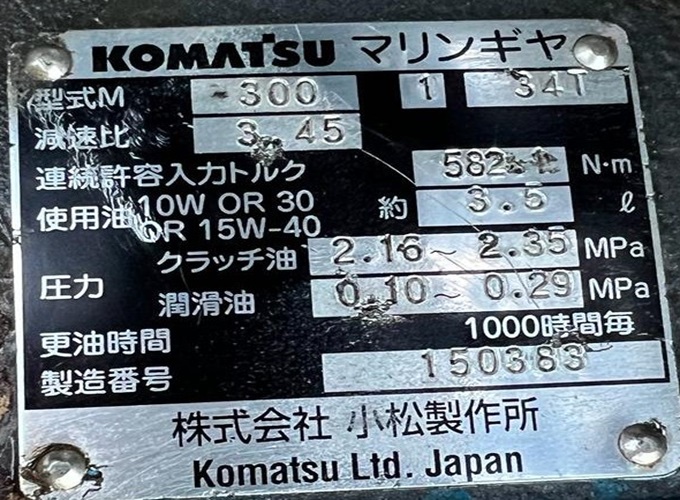 KOMATSU マリンギヤ
型式M -300 1 34T
減速比 3.45
連続許容入力トルク N·m
使用油 10W OR 30 OR 15W-40 約 3.5 ℓ
圧力 クラッチ油 2.16~2.35 MPa
潤滑油 0.10~0.29 MPa
更油時間 1000時間毎
製造番号 150383
株式会社 小松製作所
Komatsu Ltd. Japan